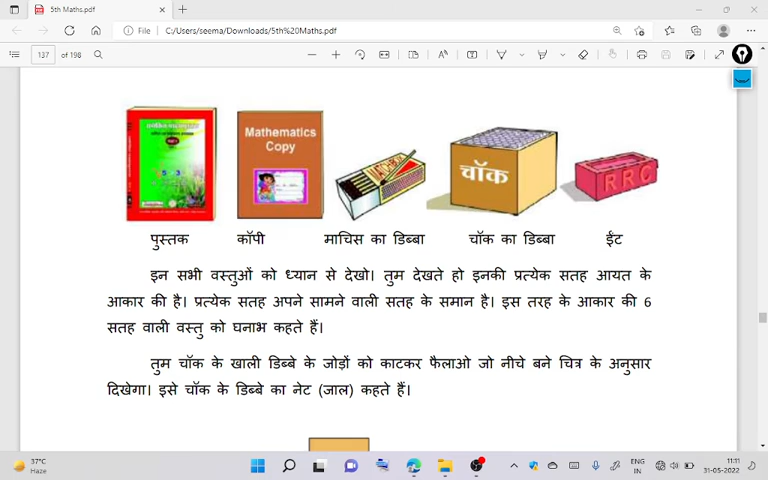 5th Maths.pdf
File C:/Users/seema/Downloads/5th%20Maths.pdf
137 of 198
Mathematics
Copy
MATCHBOX
चॉक
RRC
पुस्तक कॉपी माचिस का डिब्बा चॉक का डिब्बा ईंट
इन सभी वस्तुओं को ध्यान से देखो। तुम देखते हो इनकी प्रत्येक सतह आयत के
आकार की है। प्रत्येक सतह अपने सामने वाली सतह के समान है। इस तरह के आकार की 6
सतह वाली वस्तु को घनाभ कहते हैं।
तुम चॉक के खाली डिब्बे के जोड़ों को काटकर फैलाओ जो नीचे बने चित्र के अनुसार
दिखेगा। इसे चॉक के डिब्बे का नेट (जाल) कहते हैं।
37°C
Haze
ENG
IN
11:11
31-05-2022